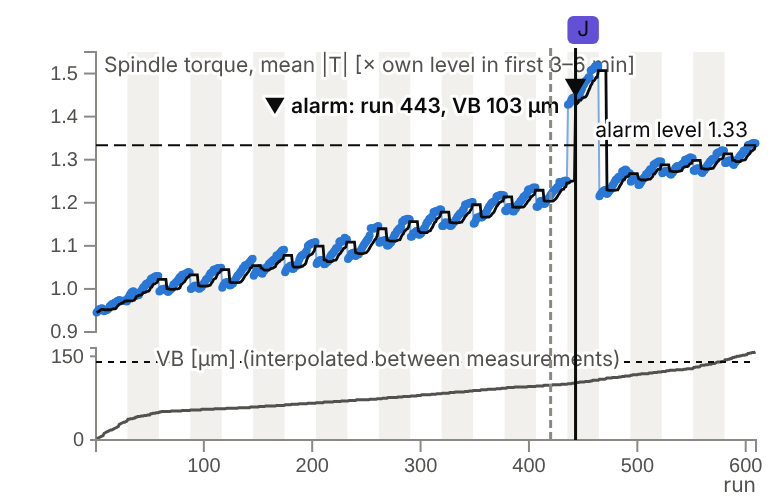 J
Spindle torque, mean |T| [× own level in first 3–6 min]
▼ alarm: run 443, VB 103 µm
alarm level 1.33
1.5
1.4
1.3
1.2
1.1
1.0
0.9
VB [µm] (interpolated between measurements)
150
0
100
200
300
400
500
600
run